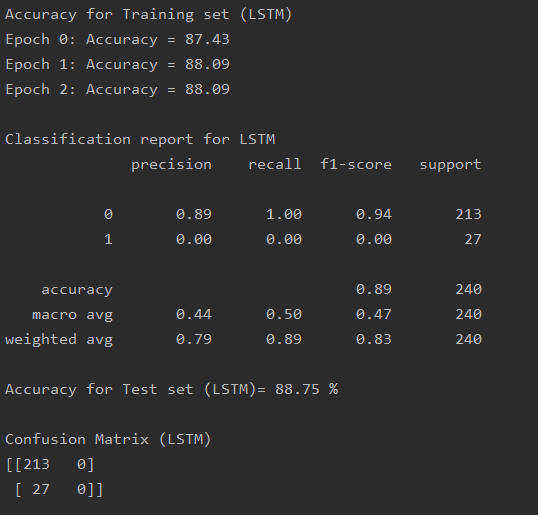 Accuracy for Training set (LSTM)
Epoch 0: Accuracy = 87.43
Epoch 1: Accuracy = 88.09
Epoch 2: Accuracy = 88.09
Classification report for LSTM
precision recall f1-score support
0 0.89 1.00 0.94 213
1 0.00 0.00 0.00 27
accuracy 0.89 240
macro avg 0.44 0.50 0.47 240
weighted avg 0.79 0.89 0.83 240
Accuracy for Test set (LSTM)= 88.75 %
Confusion Matrix (LSTM)
[[213 0]
[ 27 0]]